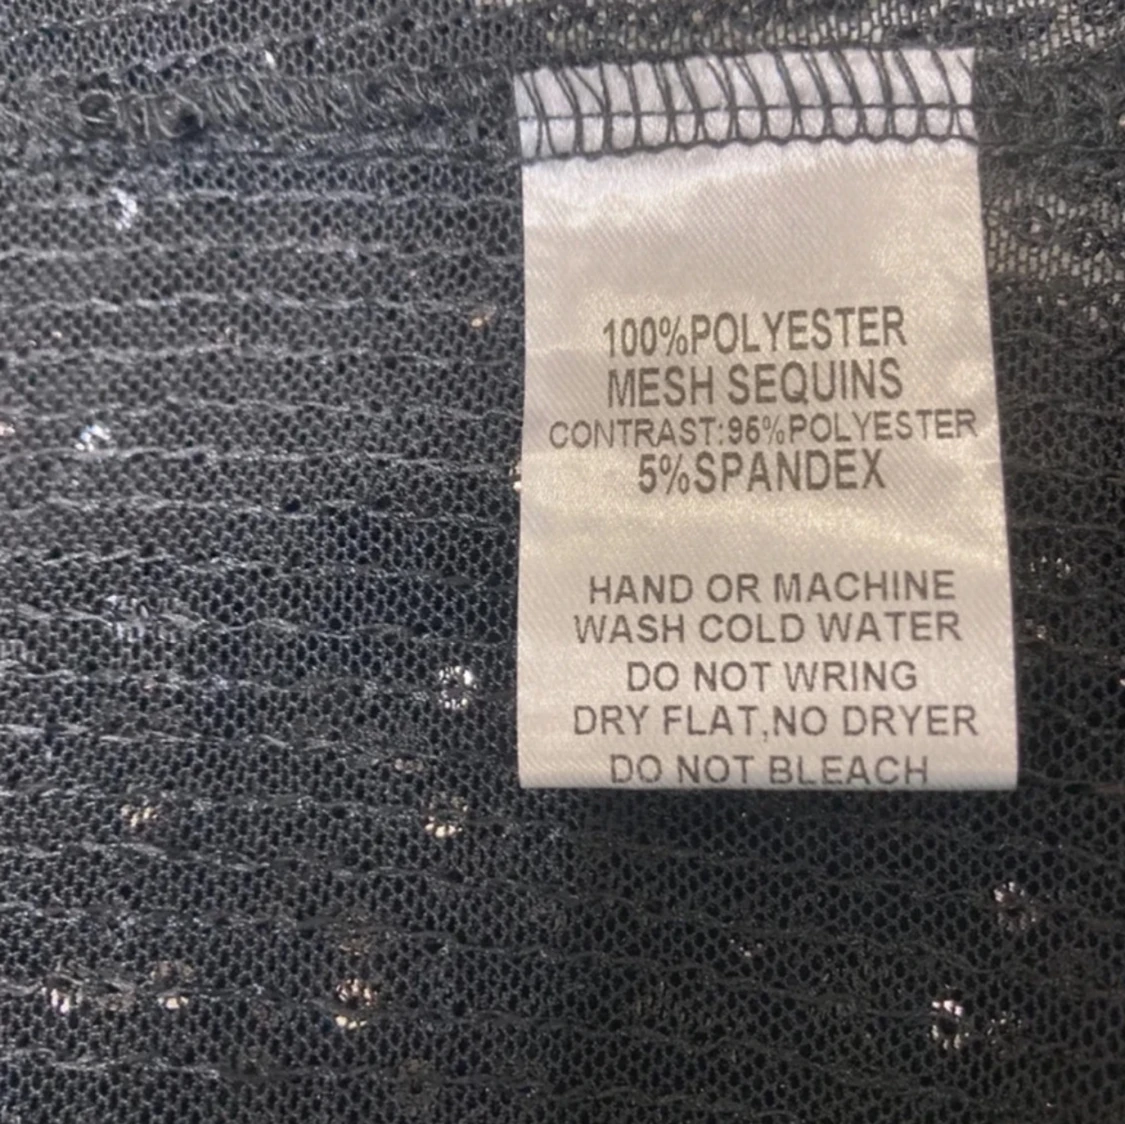 100%POLYESTER
MESH SEQUINS
CONTRAST:95%POLYESTER
5%SPANDEX
HAND OR MACHINE
WASH COLD WATER
DO NOT WRING
DRY FLAT,NO DRYER
DO NOT BLEACH